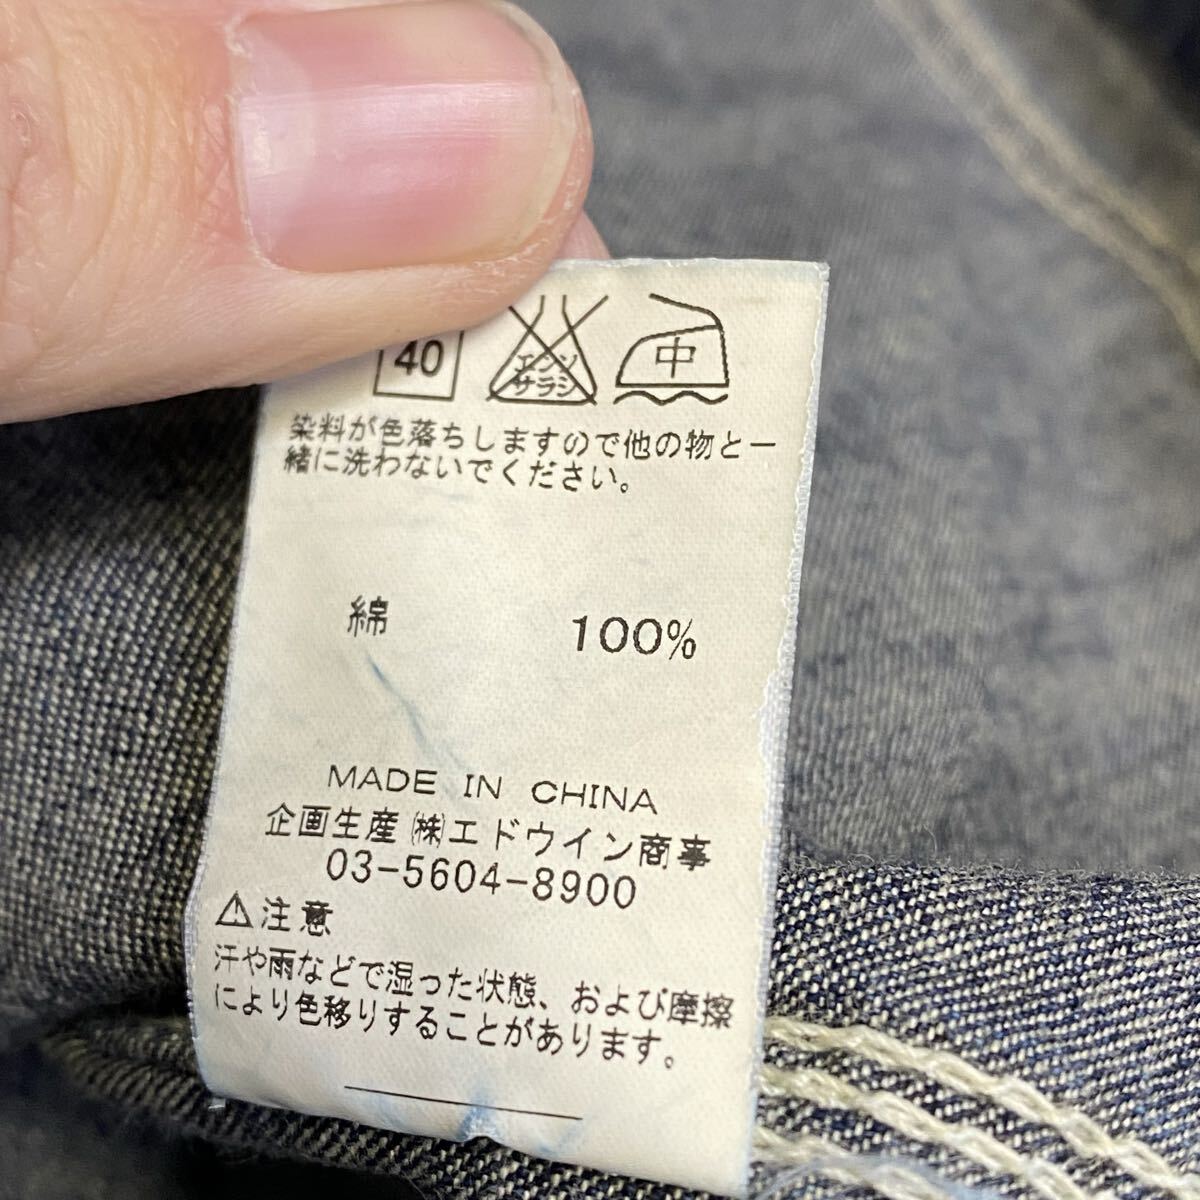 40 エンソ 中
サラシ
染料が色落ちしますので他の物と一
緒に洗わないでください。
綿 100%
MADE IN CHINA
企画生産 ㈱エドウイン商事
03-5604-8900
⚠注意
汗や雨などで湿った状態、および摩擦
により色移りすることがあります。